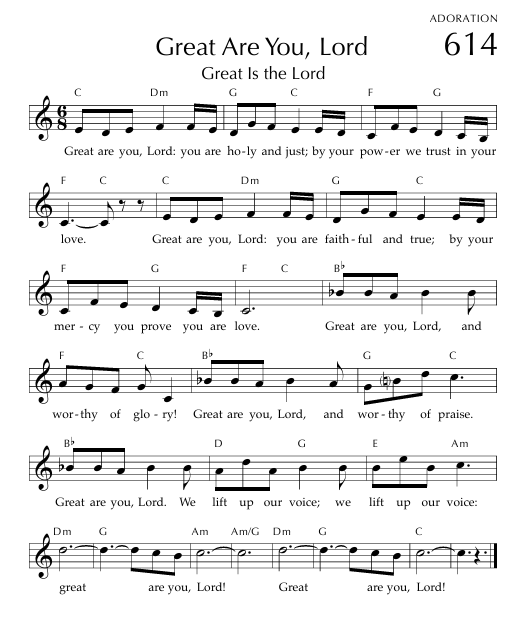 ADORATION
Great Are You, Lord 614
Great Is the Lord
C Dm G C F G
Great are you, Lord: you are ho-ly and just; by your pow-er we trust in your
F C C Dm G C
love. Great are you, Lord: you are faith-ful and true; by your
F G F C B♭
mer-cy you prove you are love. Great are you, Lord, and
F C B♭ G C
wor-thy of glo-ry! Great are you, Lord, and wor-thy of praise.
B♭ D G E Am
Great are you, Lord. We lift up our voice; we lift up our voice:
Dm G Am Am/G Dm G C
great are you, Lord! Great are you, Lord!